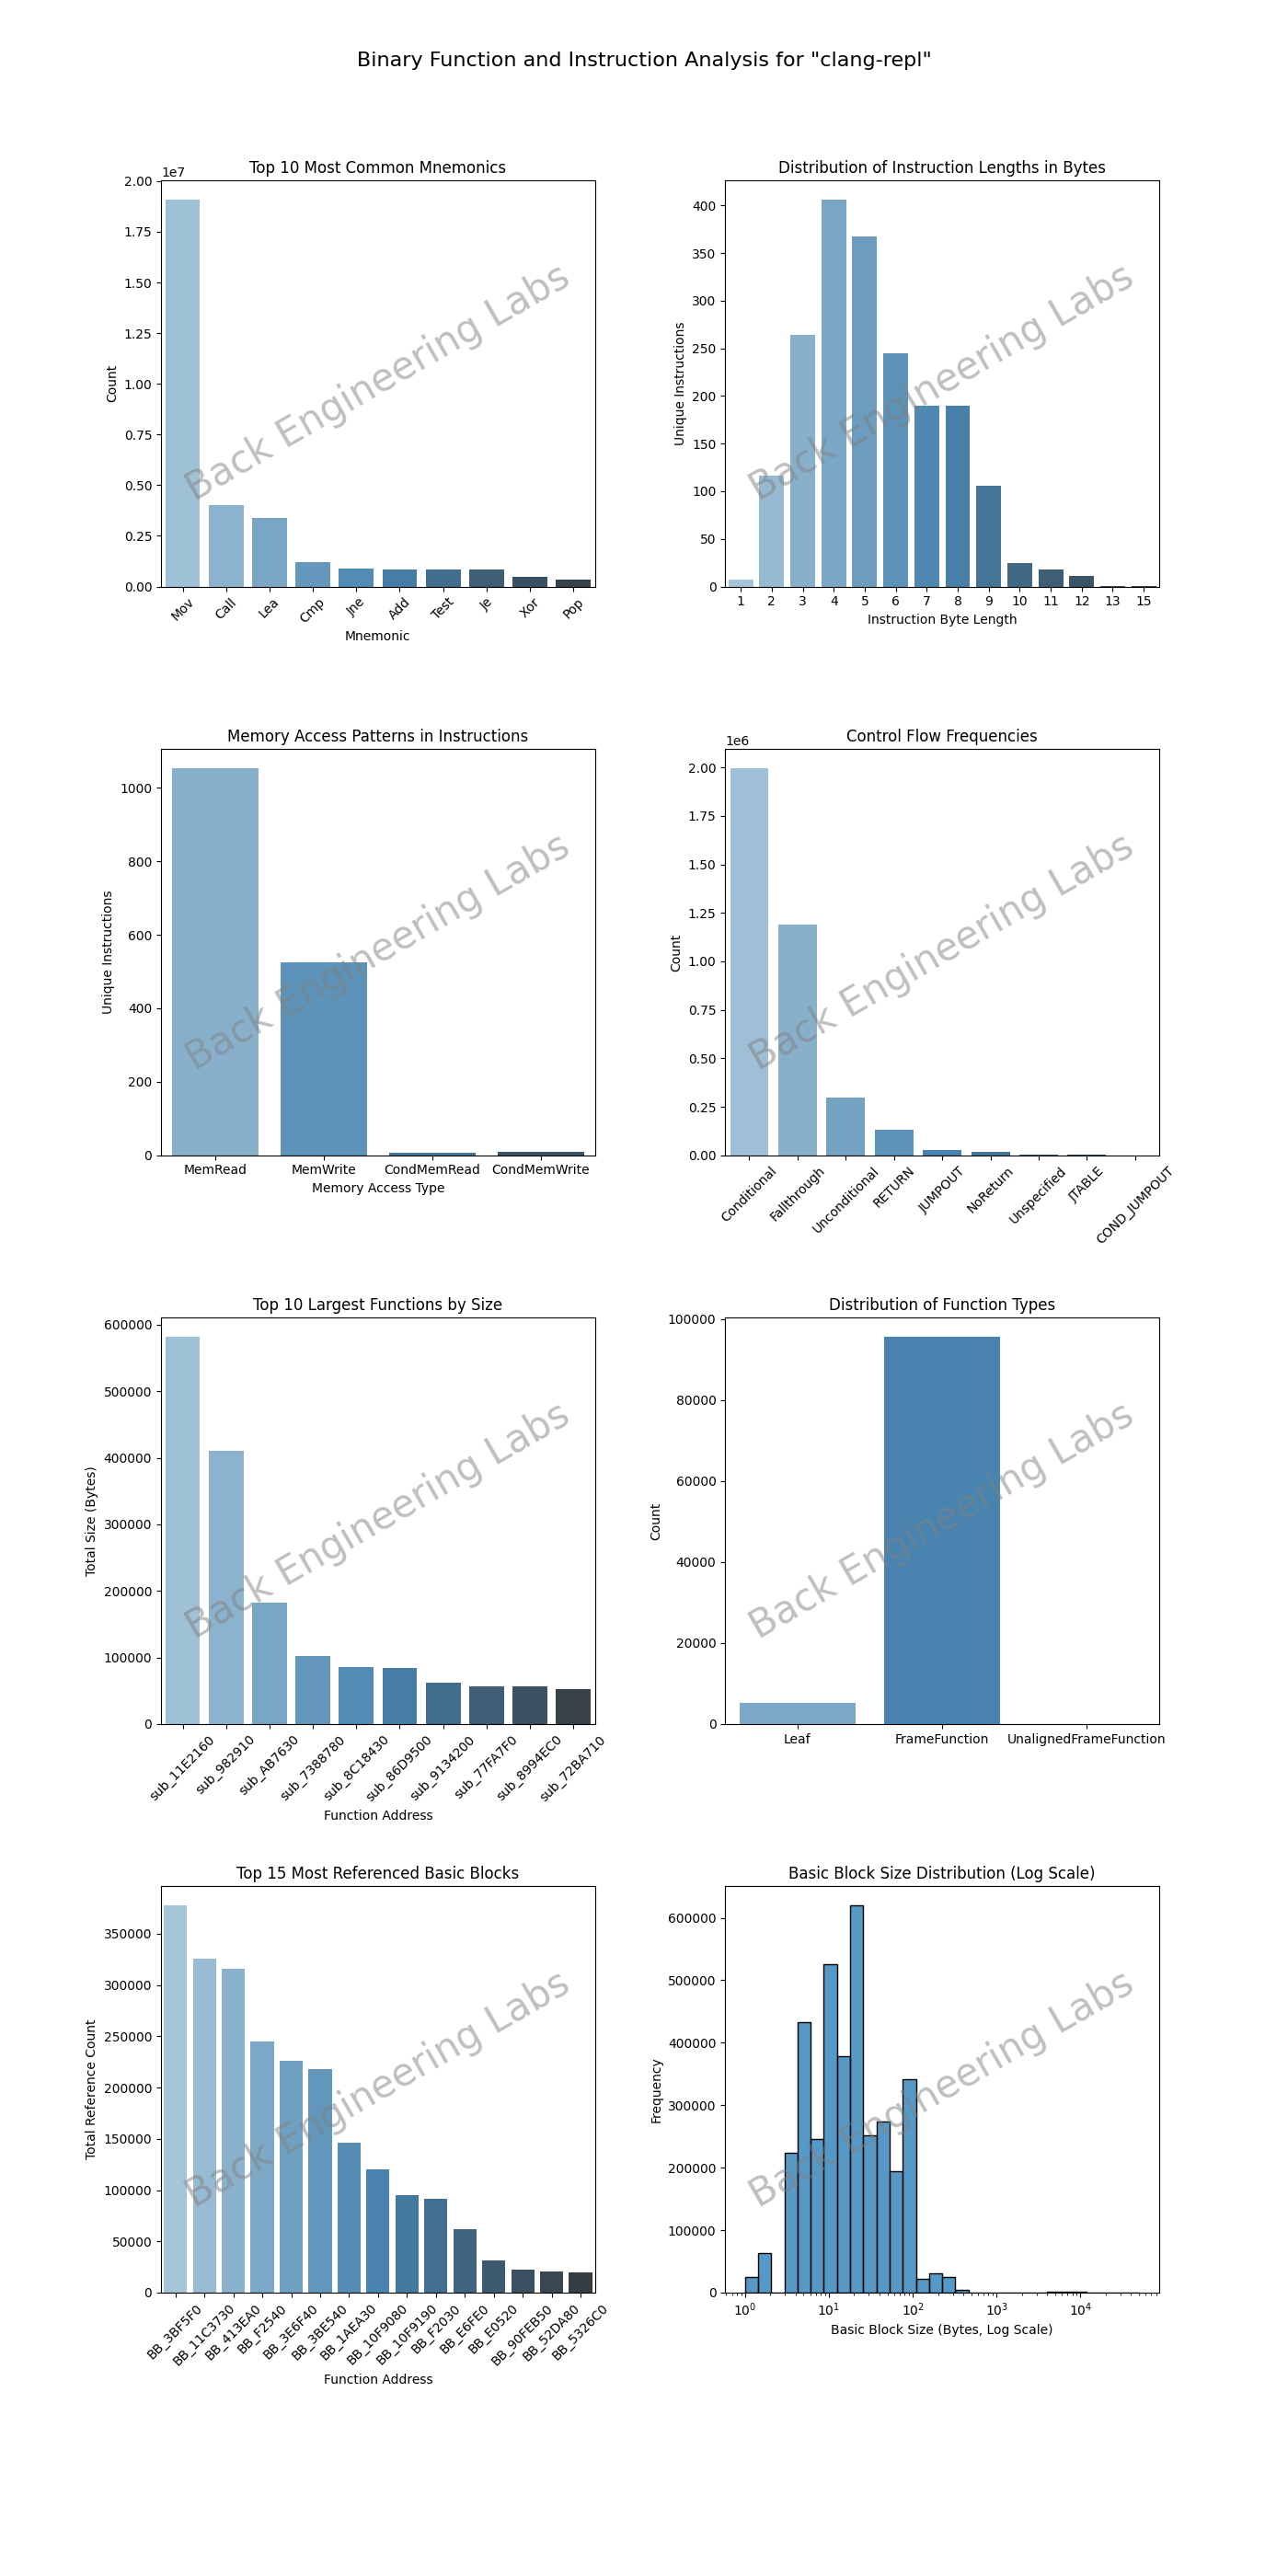 Binary Function and Instruction Analysis for "clang-repl"
Top 10 Most Common Mnemonics
1e7
2.00
1.75
1.50
1.25
1.00
0.75
0.50
0.25
0.00
Count
Mov Call Lea Cmp Jne Add Test Je Xor Pop
Mnemonic
Back Engineering Labs
Distribution of Instruction Lengths in Bytes
400
350
300
250
200
150
100
50
0
Unique Instructions
1 2 3 4 5 6 7 8 9 10 11 12 13 15
Instruction Byte Length
Back Engineering Labs
Memory Access Patterns in Instructions
1000
800
600
400
200
0
Unique Instructions
MemRead MemWrite CondMemRead CondMemWrite
Memory Access Type
Back Engineering Labs
Control Flow Frequencies
1e6
2.00
1.75
1.50
1.25
1.00
0.75
0.50
0.25
0.00
Count
Conditional Fallthrough Unconditional RETURN JUMPOUT NoReturn Unspecified JTABLE COND_JUMPOUT
Back Engineering Labs
Top 10 Largest Functions by Size
600000
500000
400000
300000
200000
100000
0
Total Size (Bytes)
sub_11E2160 sub_982910 sub_AB7630 sub_7388780 sub_8C18430 sub_86D9500 sub_9134200 sub_77FA7F0 sub_8994EC0 sub_72BA710
Function Address
Back Engineering Labs
Distribution of Function Types
100000
80000
60000
40000
20000
0
Count
Leaf FrameFunction UnalignedFrameFunction
Back Engineering Labs
Top 15 Most Referenced Basic Blocks
350000
300000
250000
200000
150000
100000
50000
0
Total Reference Count
BB_3BF5F0 BB_11C3730 BB_413EA0 BB_F2540 BB_3E6F40 BB_3BE540 BB_1AEA30 BB_10F9080 BB_10F9190 BB_F2030 BB_E6FE0 BB_E0520 BB_90FEB50 BB_52DA80 BB_5326C0
Function Address
Back Engineering Labs
Basic Block Size Distribution (Log Scale)
600000
500000
400000
300000
200000
100000
0
Frequency
10⁰ 10¹ 10² 10³ 10⁴
Basic Block Size (Bytes, Log Scale)
Back Engineering Labs